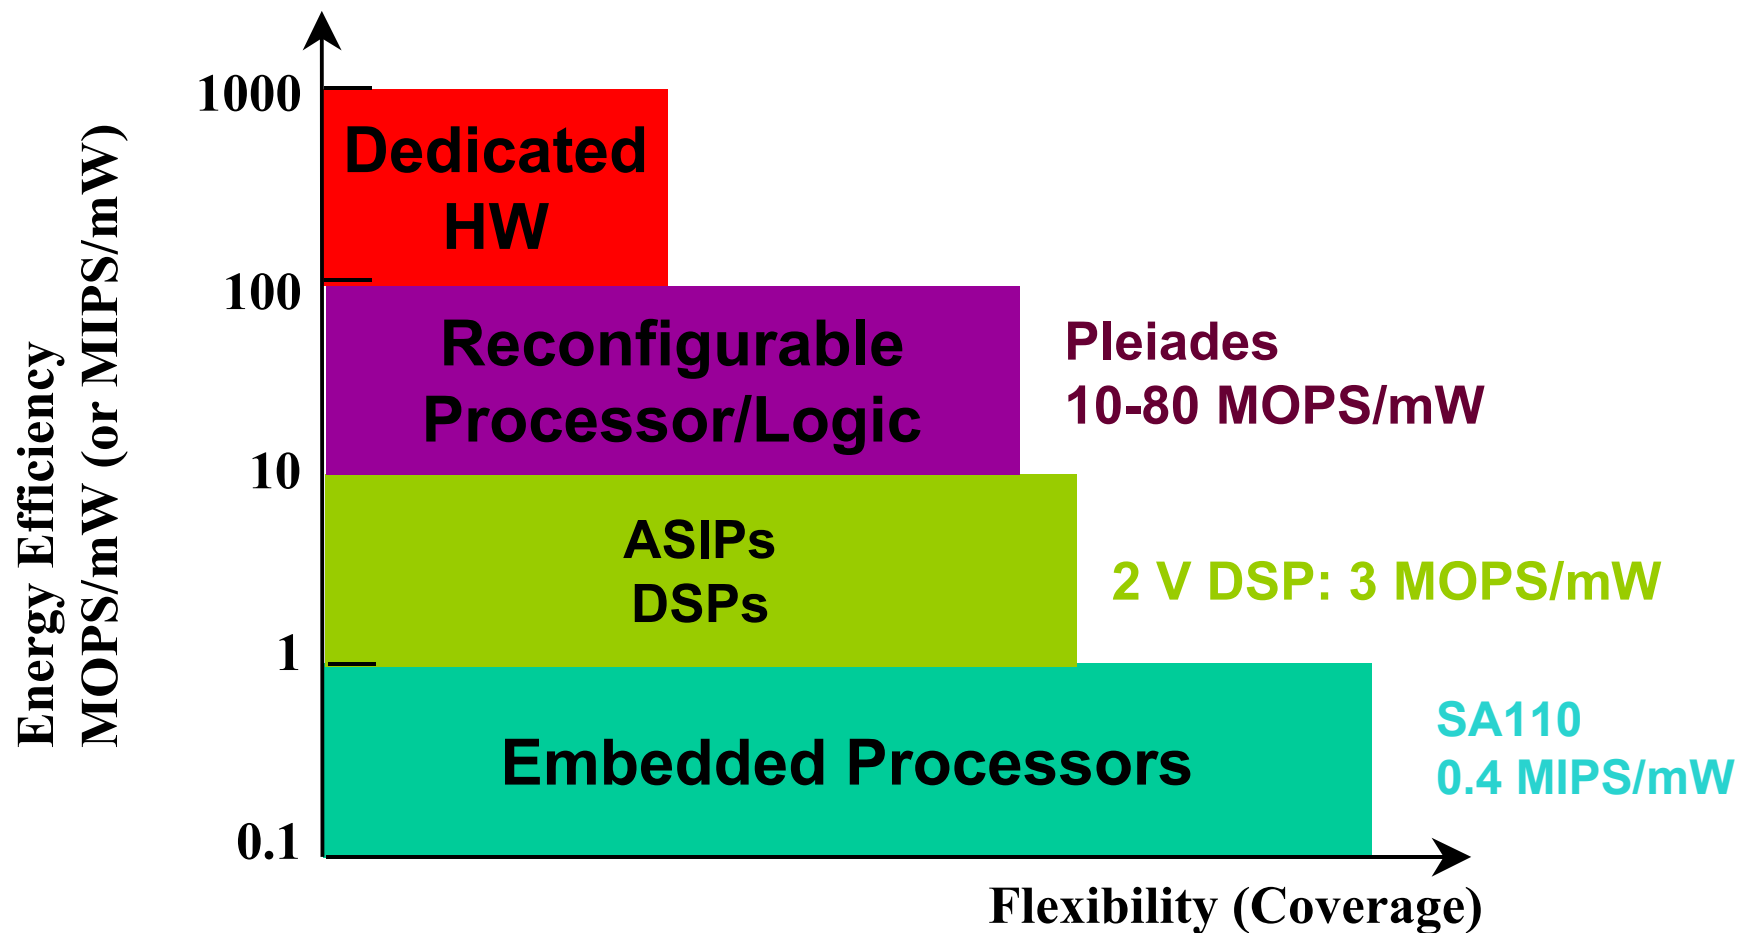 Energy Efficiency
MOPS/mW (or MIPS/mW)
1000
100
10
1
0.1
Dedicated
HW
Reconfigurable
Processor/Logic
Pleiades
10-80 MOPS/mW
ASIPs
DSPs
2 V DSP: 3 MOPS/mW
Embedded Processors
SA110
0.4 MIPS/mW
Flexibility (Coverage)